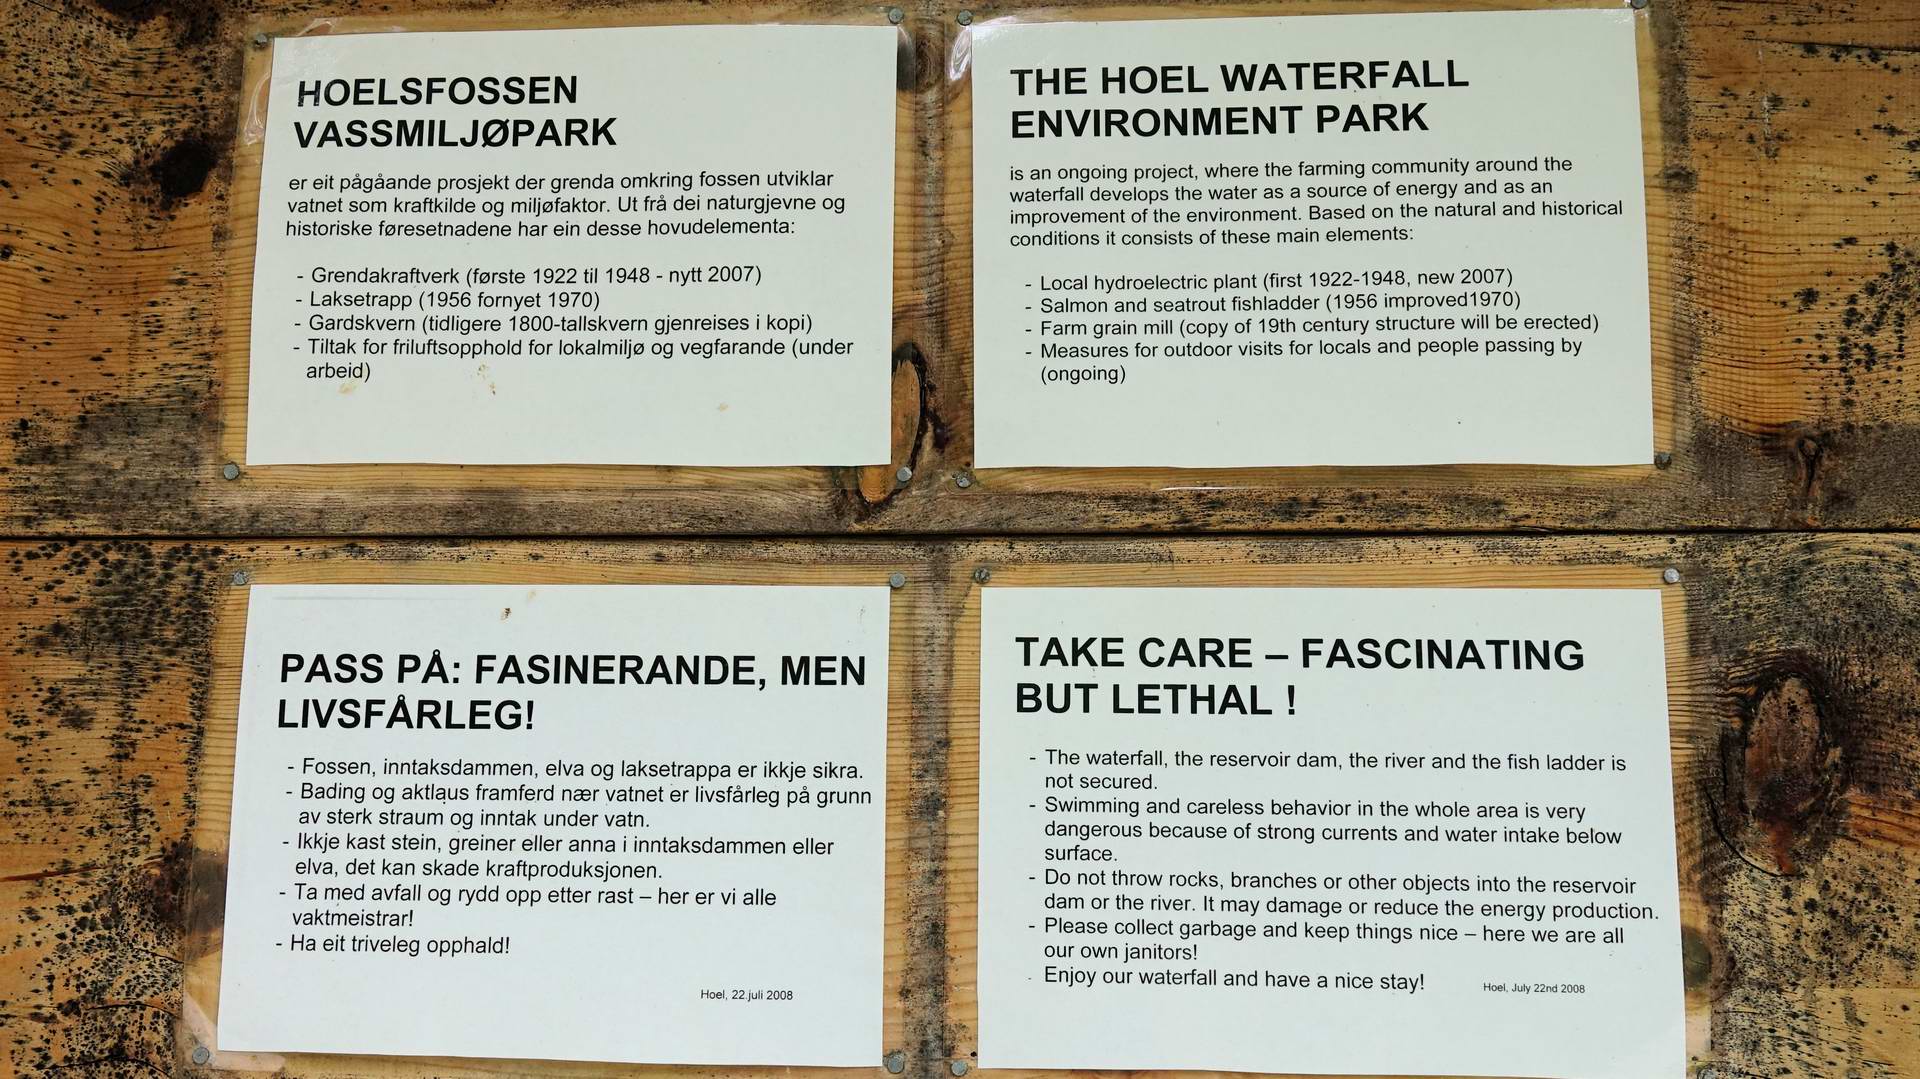 HOELSFOSSEN
VASSMILJØPARK
er eit pågåande prosjekt der grenda omkring fossen utviklar
vatnet som kraftkilde og miljøfaktor. Ut frå dei naturgjevne og
historiske føresetnadene har ein desse hovudelementa:
- Grendakraftverk (første 1922 til 1948 - nytt 2007)
- Laksetrapp (1956 fornyet 1970)
- Gardskvern (tidligere 1800-tallskvern gjenreises i kopi)
- Tiltak for friluftsopphold for lokalmiljø og vegfarande (under
arbeid)
THE HOEL WATERFALL
ENVIRONMENT PARK
is an ongoing project, where the farming community around the
waterfall develops the water as a source of energy and as an
improvement of the environment. Based on the natural and historical
conditions it consists of these main elements:
- Local hydroelectric plant (first 1922-1948, new 2007)
- Salmon and seatrout fishladder (1956 improved1970)
- Farm grain mill (copy of 19th century structure will be erected)
- Measures for outdoor visits for locals and people passing by
(ongoing)
PASS PÅ: FASINERANDE, MEN
LIVSFÅRLEG!
- Fossen, inntaksdammen, elva og laksetrappa er ikkje sikra.
- Bading og aktlaus framferd nær vatnet er livsfårleg på grunn
av sterk straum og inntak under vatn.
- Ikkje kast stein, greiner eller anna i inntaksdammen eller
elva, det kan skade kraftproduksjonen.
- Ta med avfall og rydd opp etter rast – her er vi alle
vaktmeistrar!
- Ha eit triveleg opphald!
Hoel, 22.juli 2008
TAKE CARE – FASCINATING
BUT LETHAL !
- The waterfall, the reservoir dam, the river and the fish ladder is
not secured.
- Swimming and careless behavior in the whole area is very
dangerous because of strong currents and water intake below
surface.
- Do not throw rocks, branches or other objects into the reservoir
dam or the river. It may damage or reduce the energy production.
- Please collect garbage and keep things nice – here we are all
our own janitors!
- Enjoy our waterfall and have a nice stay!
Hoel, July 22nd 2008